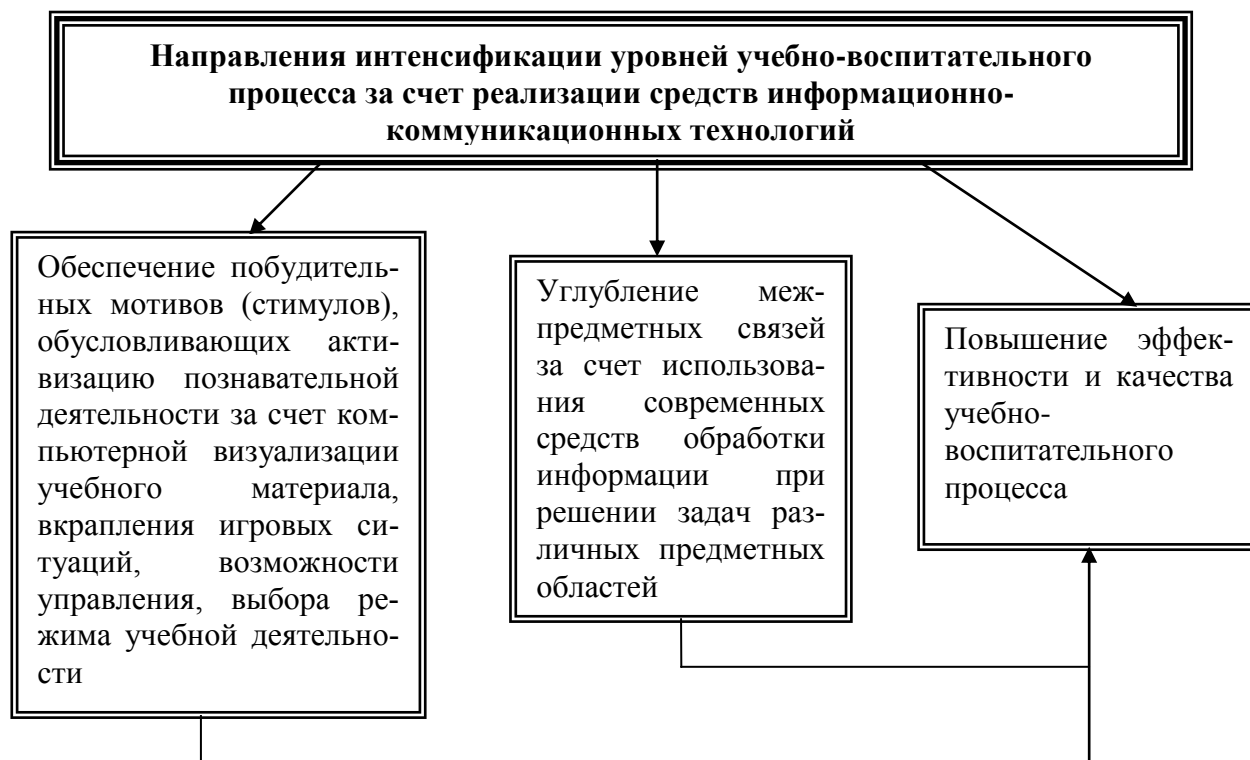 Направления интенсификации уровней учебно-воспитательного
процесса за счет реализации средств информационно-
коммуникационных технологий
Обеспечение побудитель-
ных мотивов (стимулов),
обусловливающих акти-
визацию познавательной
деятельности за счет ком-
пьютерной визуализации
учебного материала,
вкрапления игровых си-
туаций, возможности
управления, выбора ре-
жима учебной деятельно-
сти
Углубление меж-
предметных связей
за счет использова-
ния современных
средств обработки
информации при
решении задач раз-
личных предметных
областей
Повышение эффек-
тивности и качества
учебно-
воспитательного
процесса